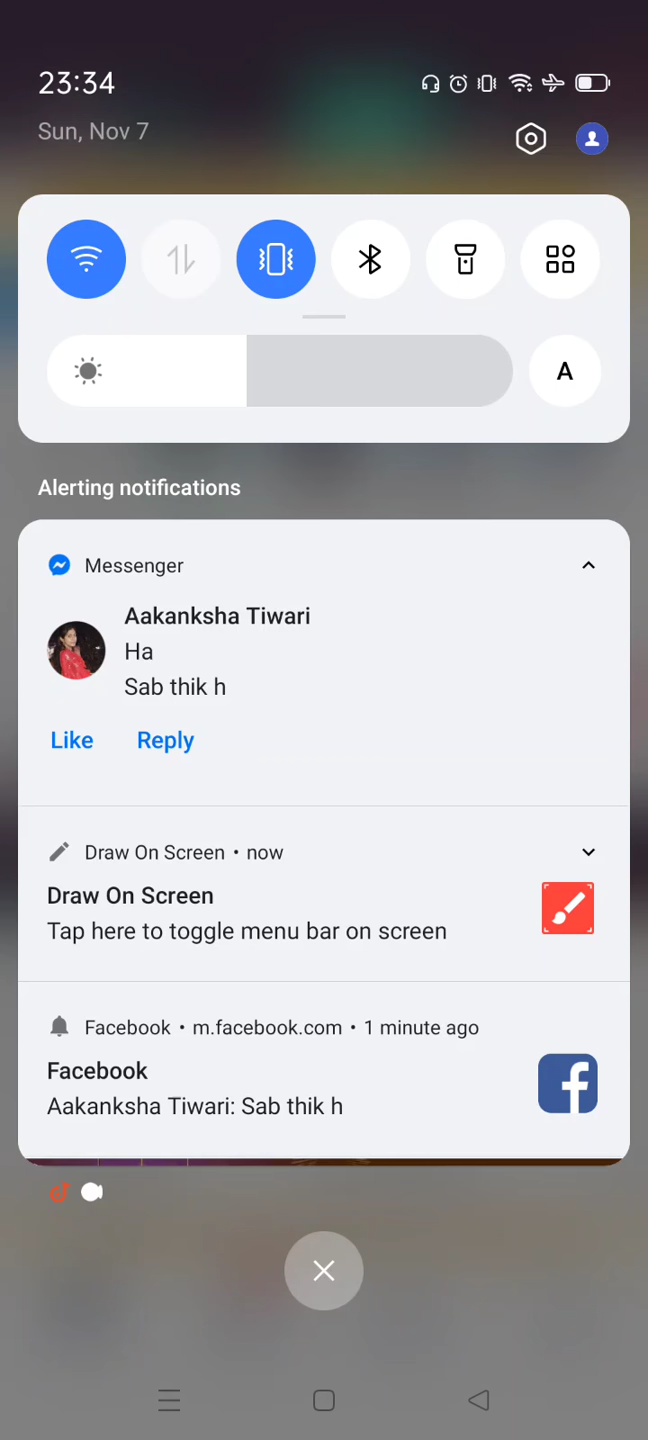 23:34
Sun, Nov 7
A
Alerting notifications
Messenger
Aakanksha Tiwari
Ha
Sab thik h
Like Reply
Draw On Screen • now
Draw On Screen
Tap here to toggle menu bar on screen
Facebook • m.facebook.com • 1 minute ago
Facebook
Aakanksha Tiwari: Sab thik h